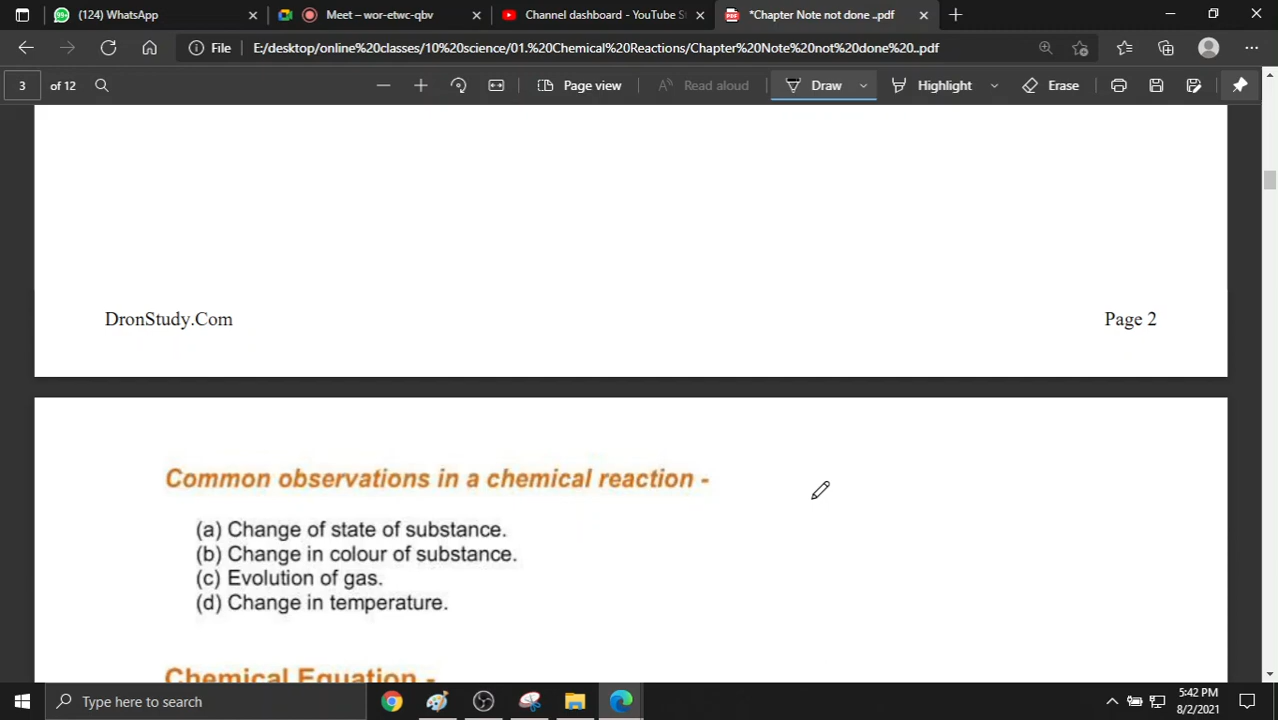 (124) WhatsApp
Meet – wor-etwc-qbv
Channel dashboard - YouTube St
*Chapter Note not done ..pdf
File
E:/desktop/online%20classes/10%20science/01.%20Chemical%20Reactions/Chapter%20Note%20not%20done%20..pdf
3 of 12
Page view
Read aloud
Draw
Highlight
Erase
DronStudy.Com
Page 2
Common observations in a chemical reaction -
(a) Change of state of substance.
(b) Change in colour of substance.
(c) Evolution of gas.
(d) Change in temperature.
Chemical Equation -
Type here to search
5:42 PM
8/2/2021